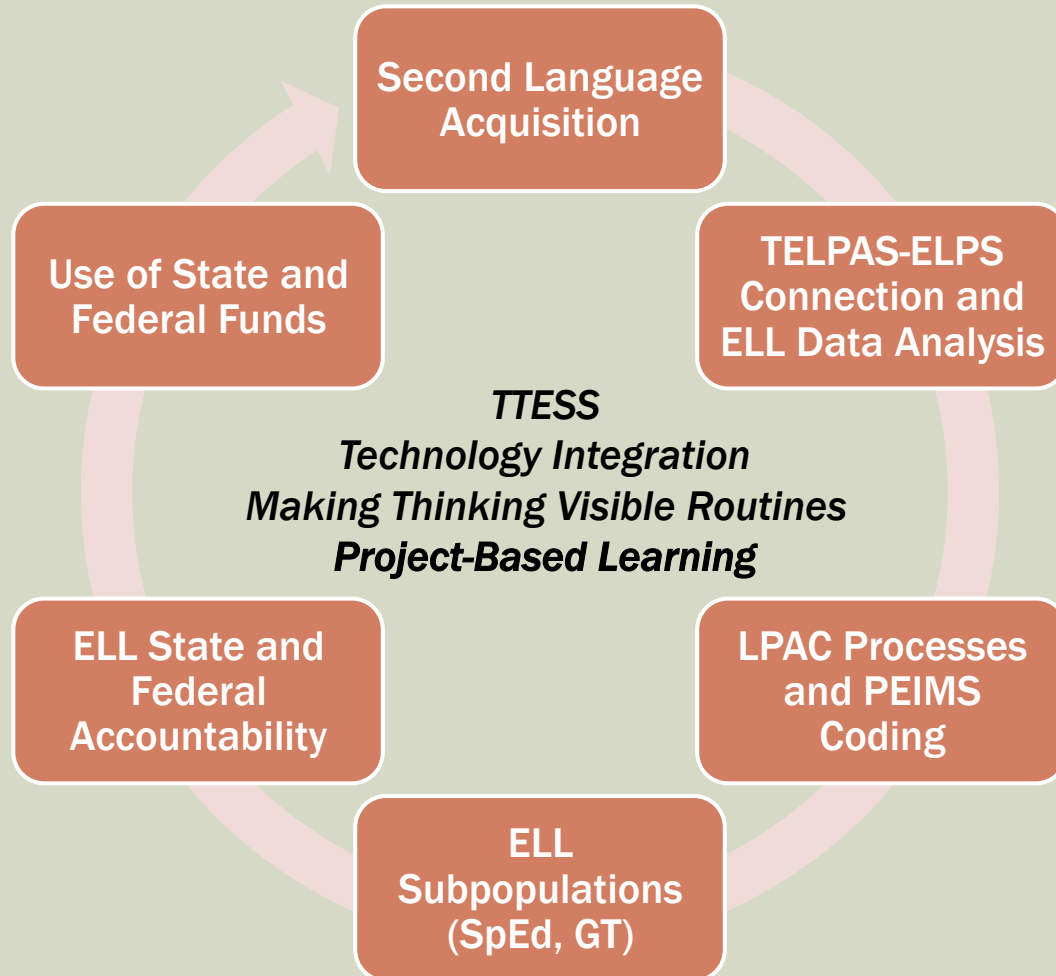 Second Language
Acquisition
TELPAS-ELPS
Connection and
ELL Data Analysis
LPAC Processes
and PEIMS
Coding
ELL
Subpopulations
(SpEd, GT)
ELL State and
Federal
Accountability
Use of State and
Federal Funds
TTESS
Technology Integration
Making Thinking Visible Routines
Project-Based Learning